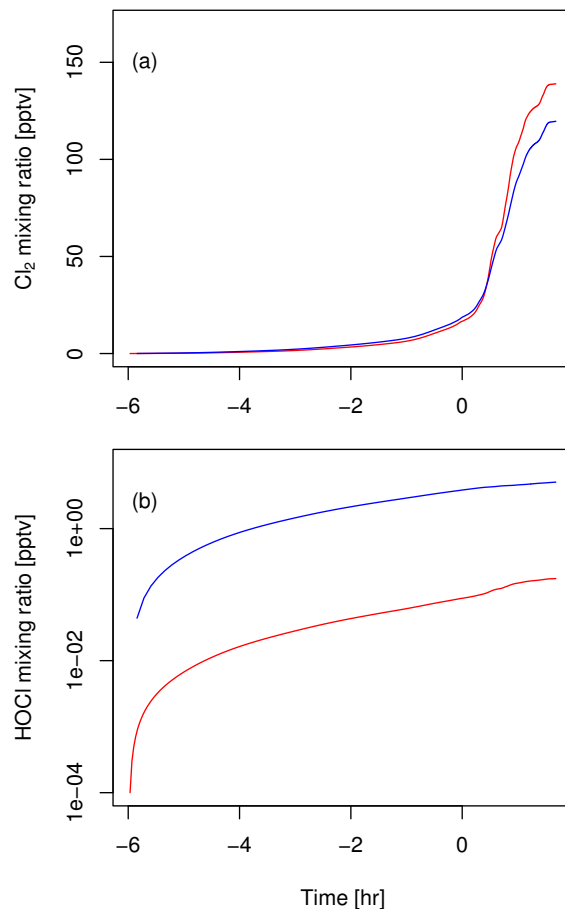 (a)
Cl₂ mixing ratio [pptv]
150
100
50
0
−6 −4 −2 0
(b)
HOCl mixing ratio [pptv]
1e+00
1e−02
1e−04
−6 −4 −2 0
Time [hr]